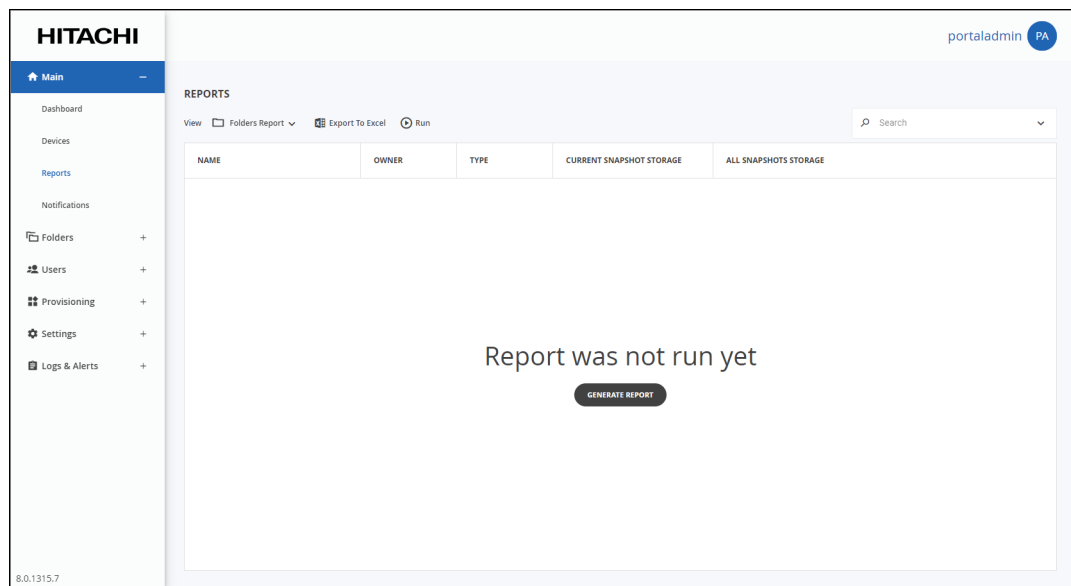 HITACHI
portaladmin PA
Main
Dashboard
Devices
Reports
Notifications
Folders
Users
Provisioning
Settings
Logs & Alerts
8.0.1315.7
REPORTS
View Folders Report Export To Excel Run Search
NAME OWNER TYPE CURRENT SNAPSHOT STORAGE ALL SNAPSHOTS STORAGE
Report was not run yet
GENERATE REPORT